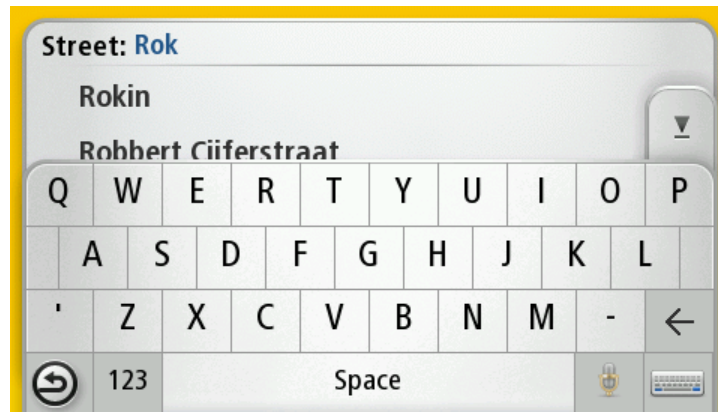 Street: Rok
Rokin
Robbert Cijferstraat
Q W E R T Y U I O P
A S D F G H J K L
' Z X C V B N M -
123 Space